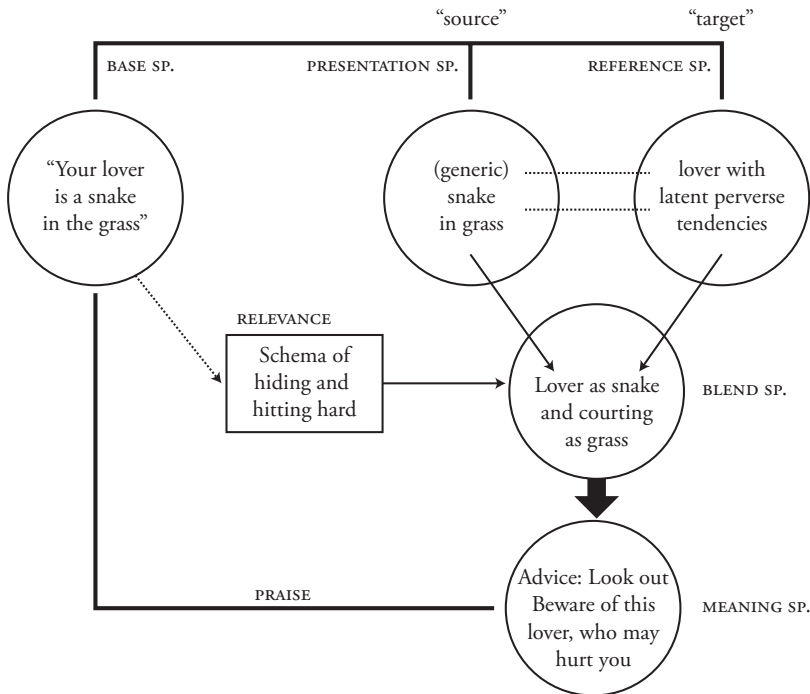 “source”
“target”
BASE SP.
PRESENTATION SP.
REFERENCE SP.
“Your lover
is a snake
in the grass”
(generic)
snake
in grass
lover with
latent perverse
tendencies
RELEVANCE
Schema of
hiding and
hitting hard
Lover as snake
and courting
as grass
BLEND SP.
Advice: Look out
Beware of this
lover, who may
hurt you
PRAISE
MEANING SP.